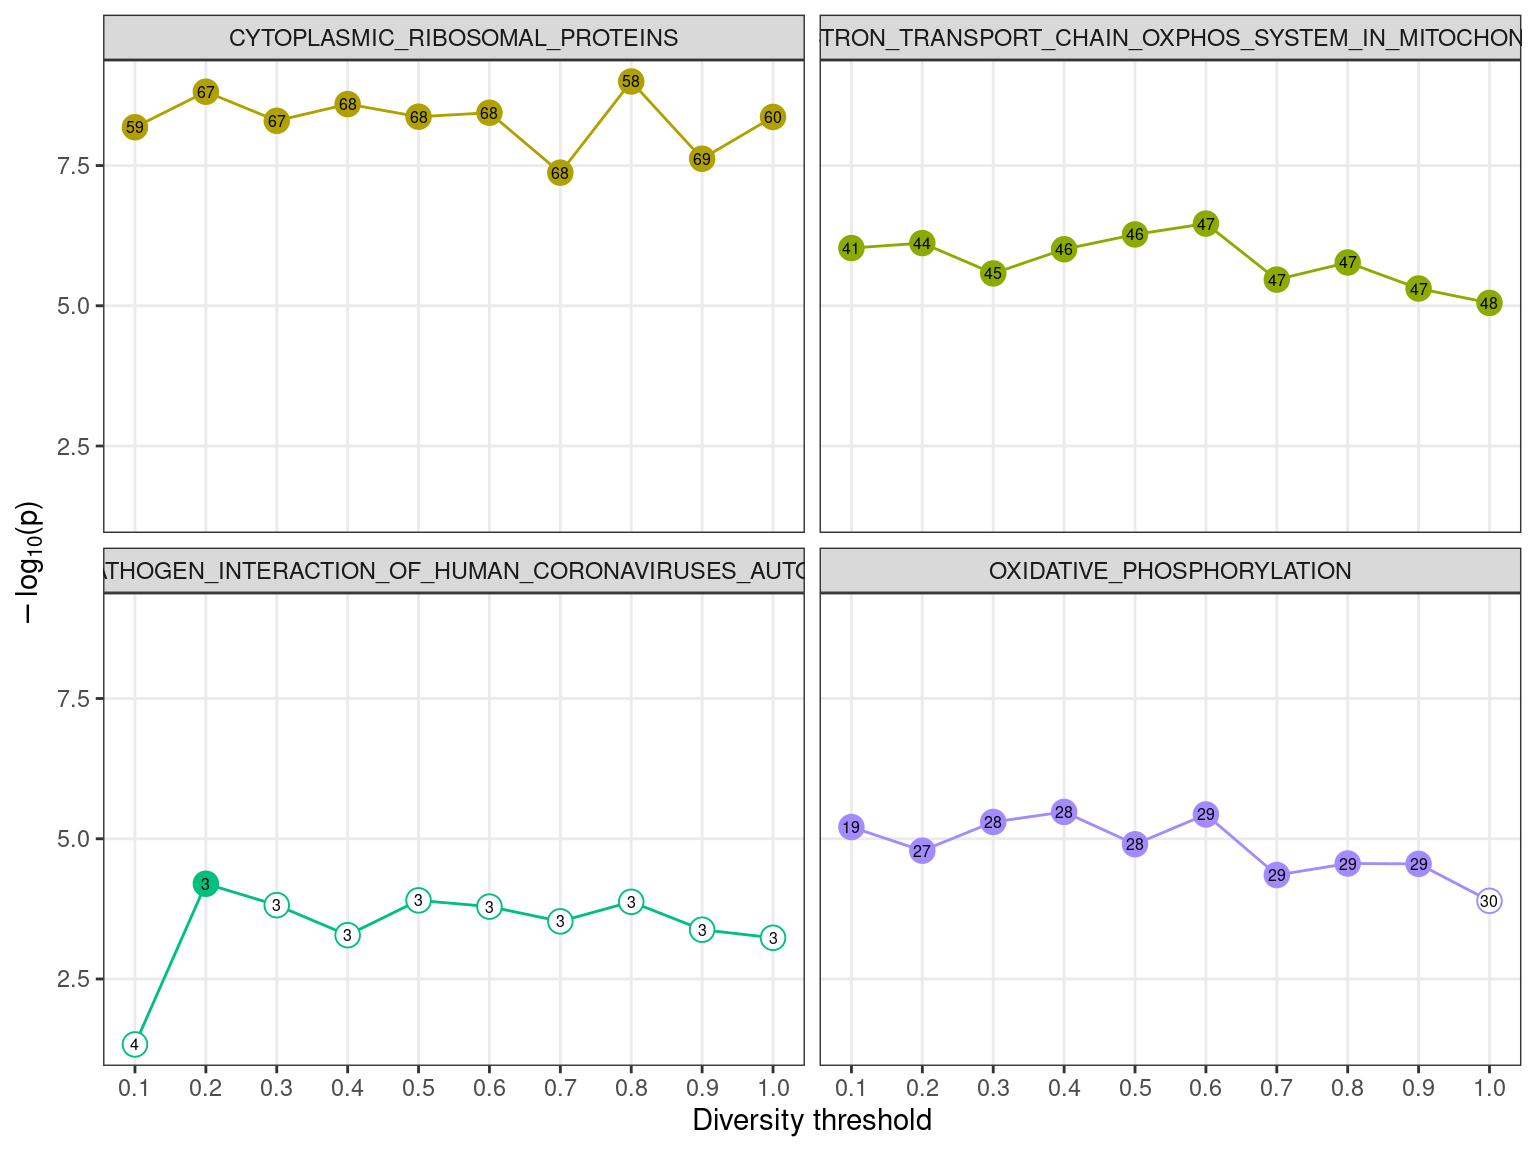 CYTOPLASMIC_RIBOSOMAL_PROTEINS
TRON_TRANSPORT_CHAIN_OXPHOS_SYSTEM_IN_MITOCHON
7.5
5.0
2.5
59 67 67 68 68 68 68 58 69 60
41 44 45 46 46 47 47 47 47 48
− log10(p)
ATHOGEN_INTERACTION_OF_HUMAN_CORONAVIRUSES_AUTO
OXIDATIVE_PHOSPHORYLATION
7.5
5.0
2.5
4 3 3 3 3 3 3 3 3 3
19 27 28 28 28 29 29 29 29 30
0.1 0.2 0.3 0.4 0.5 0.6 0.7 0.8 0.9 1.0
0.1 0.2 0.3 0.4 0.5 0.6 0.7 0.8 0.9 1.0
Diversity threshold